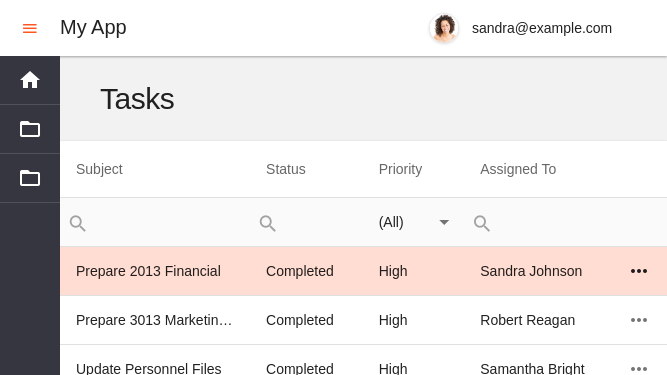 My App
sandra@example.com
Tasks
Subject Status Priority Assigned To
(All)
Prepare 2013 Financial Completed High Sandra Johnson
Prepare 3013 Marketin… Completed High Robert Reagan
Update Personnel Files Completed High Samantha Bright